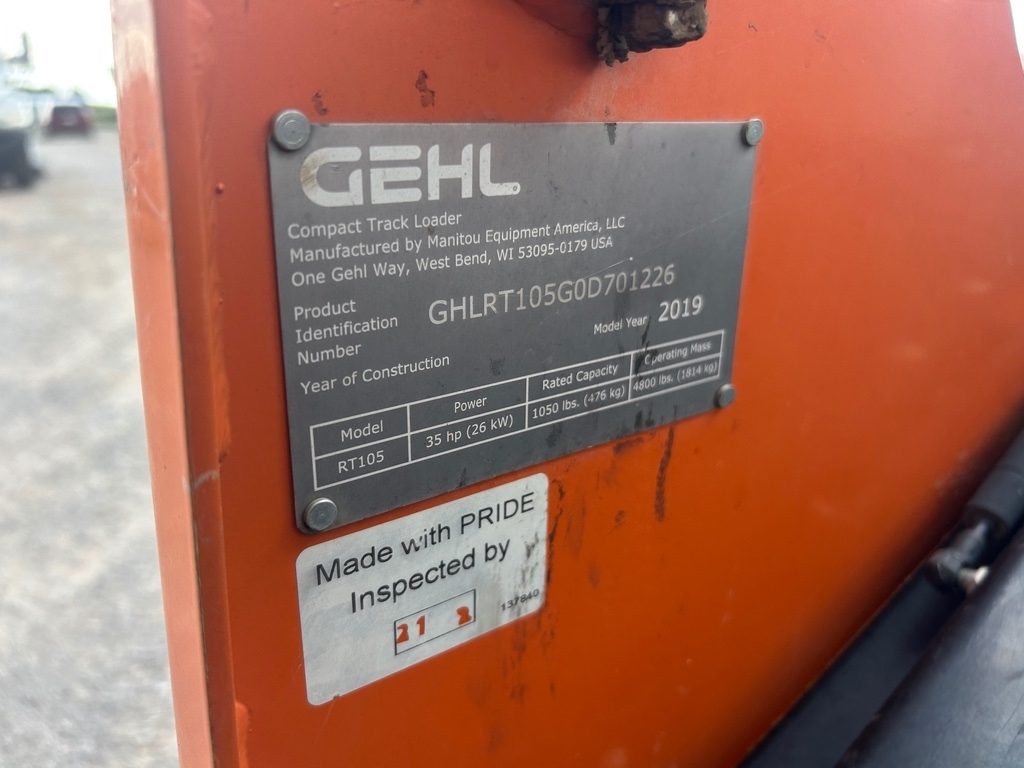 GEHL
Compact Track Loader
Manufactured by Manitou Equipment America, LLC
One Gehl Way, West Bend, WI 53095-0179 USA
Product
Identification
Number
GHLRT105G0D701226
Model Year 2019
Year of Construction
Model Power Rated Capacity Operating Mass
RT105 35 hp (26 kW) 1050 lbs. (476 kg) 4800 lbs. (1814 kg)
Made with PRIDE
Inspected by
21 2
137840